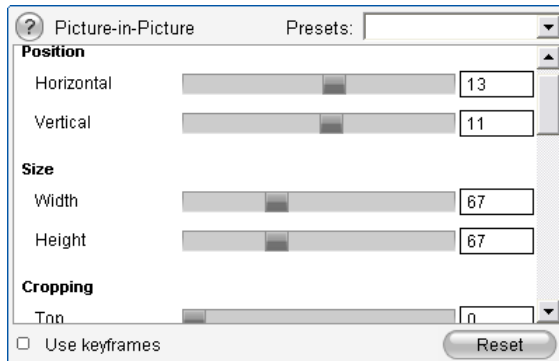 ? Picture-in-Picture Presets:
Position
Horizontal 13
Vertical 11
Size
Width 67
Height 67
Cropping
Top 0
Use keyframes Reset